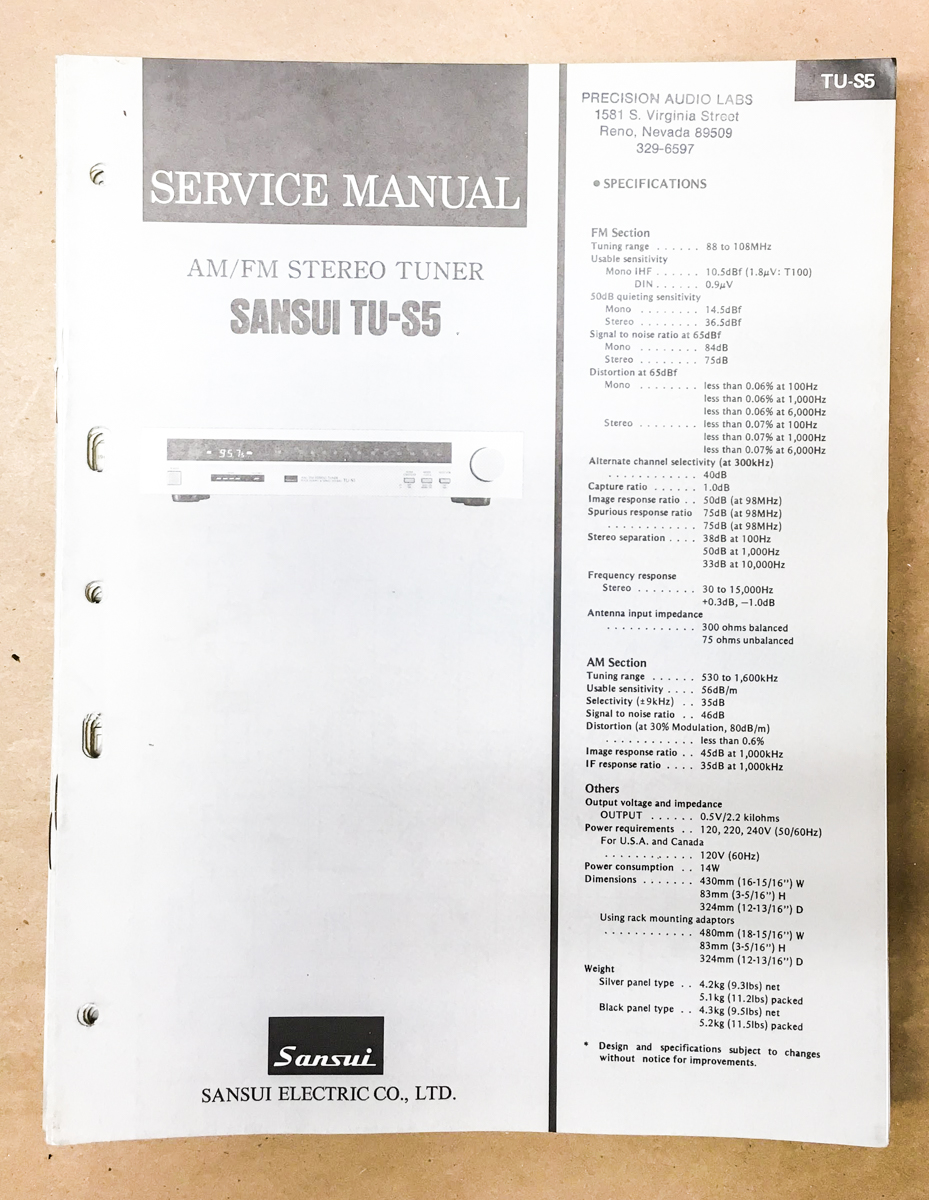 SERVICE MANUAL
AM/FM STEREO TUNER
SANSUI TU-S5
95.7
Sansui
SANSUI ELECTRIC CO., LTD.
TU-S5
PRECISION AUDIO LABS
1581 S. Virginia Street
Reno, Nevada 89509
329-6597
● SPECIFICATIONS
FM Section
Tuning range . . . . . . 88 to 108MHz
Usable sensitivity
Mono IHF . . . . . . 10.5dBf (1.8μV: T100)
DIN . . . . . . 0.9μV
50dB quieting sensitivity
Mono . . . . . . . . 14.5dBf
Stereo . . . . . . . . 36.5dBf
Signal to noise ratio at 65dBf
Mono . . . . . . . . 84dB
Stereo . . . . . . . . 75dB
Distortion at 65dBf
Mono . . . . . . . . less than 0.06% at 100Hz
less than 0.06% at 1,000Hz
less than 0.06% at 6,000Hz
Stereo . . . . . . . . less than 0.07% at 100Hz
less than 0.07% at 1,000Hz
less than 0.07% at 6,000Hz
Alternate channel selectivity (at 300kHz)
. . . . . . . . . . . . 40dB
Capture ratio . . . . . . 1.0dB
Image response ratio . . 50dB (at 98MHz)
Spurious response ratio 75dB (at 98MHz)
. . . . . . . . . . . . 75dB (at 98MHz)
Stereo separation . . . . 38dB at 100Hz
50dB at 1,000Hz
33dB at 10,000Hz
Frequency response
Stereo . . . . . . . . 30 to 15,000Hz
+0.3dB, −1.0dB
Antenna input impedance
. . . . . . . . . . . . 300 ohms balanced
75 ohms unbalanced
AM Section
Tuning range . . . . . . 530 to 1,600kHz
Usable sensitivity . . . . 56dB/m
Selectivity (±9kHz) . . 35dB
Signal to noise ratio . . 46dB
Distortion (at 30% Modulation, 80dB/m)
. . . . . . . . . . . . less than 0.6%
Image response ratio . . 45dB at 1,000kHz
IF response ratio . . . . 35dB at 1,000kHz
Others
Output voltage and impedance
OUTPUT . . . . . . 0.5V/2.2 kilohms
Power requirements . . 120, 220, 240V (50/60Hz)
For U.S.A. and Canada
. . . . . . . . . . . . 120V (60Hz)
Power consumption . . 14W
Dimensions . . . . . . . 430mm (16-15/16") W
83mm (3-5/16") H
324mm (12-13/16") D
Using rack mounting adaptors
. . . . . . . . . . . . 480mm (18-15/16") W
83mm (3-5/16") H
324mm (12-13/16") D
Weight
Silver panel type . . 4.2kg (9.3lbs) net
5.1kg (11.2lbs) packed
Black panel type . . 4.3kg (9.5lbs) net
5.2kg (11.5lbs) packed
* Design and specifications subject to changes
without notice for improvements.